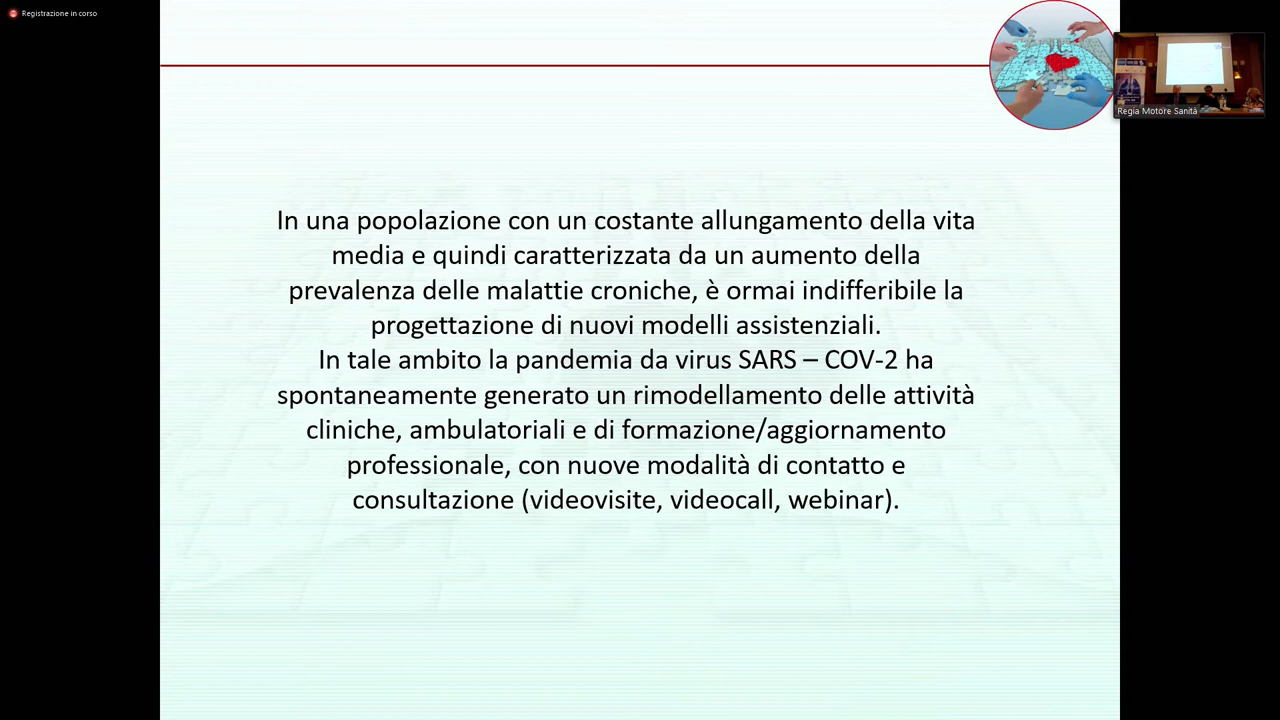 Registrazione in corso
Regia Motore Sanità
In una popolazione con un costante allungamento della vita
media e quindi caratterizzata da un aumento della
prevalenza delle malattie croniche, è ormai indifferibile la
progettazione di nuovi modelli assistenziali.
In tale ambito la pandemia da virus SARS – COV-2 ha
spontaneamente generato un rimodellamento delle attività
cliniche, ambulatoriali e di formazione/aggiornamento
professionale, con nuove modalità di contatto e
consultazione (videovisite, videocall, webinar).